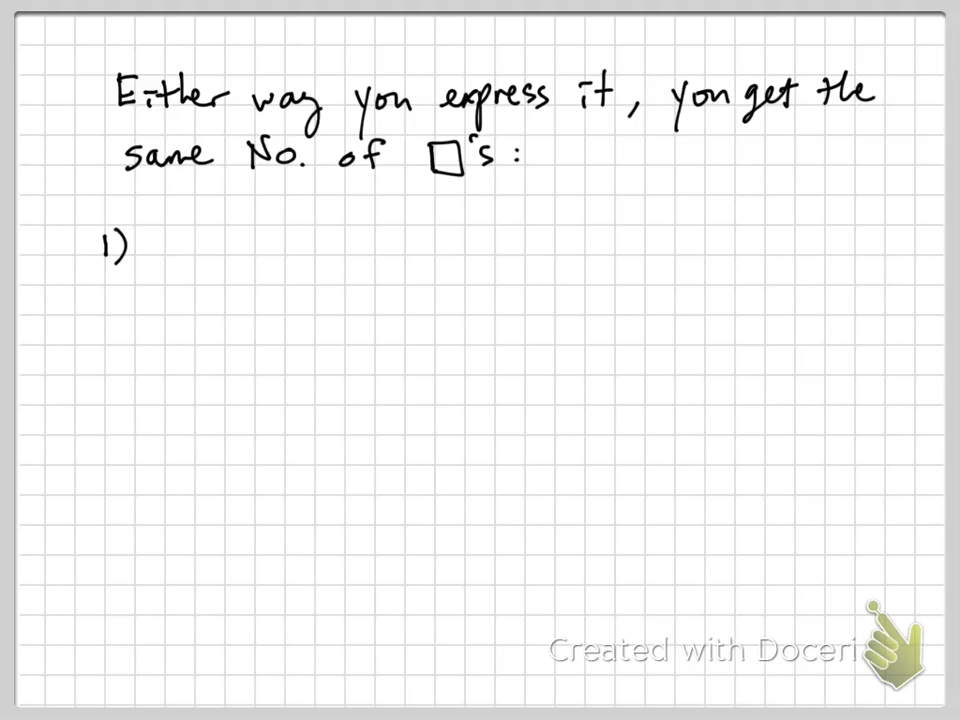 Either way you express it, you get the
same No. of □'s :
1)
Created with Doceri